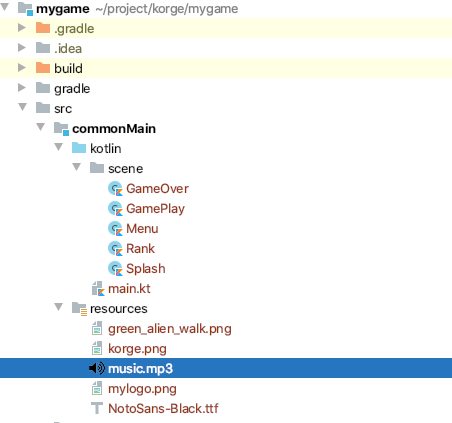 mygame ~/project/korge/mygame
.gradle
.idea
build
gradle
src
commonMain
kotlin
scene
GameOver
GamePlay
Menu
Rank
Splash
main.kt
resources
green_alien_walk.png
korge.png
music.mp3
mylogo.png
NotoSans-Black.ttf